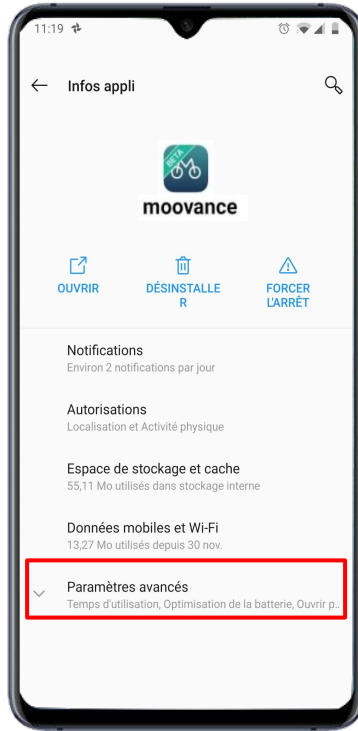 11:19
Infos appli
BETA
moovance
OUVRIR
DÉSINSTALLE
R
FORCER
L'ARRÊT
Notifications
Environ 2 notifications par jour
Autorisations
Localisation et Activité physique
Espace de stockage et cache
55,11 Mo utilisés dans stockage interne
Données mobiles et Wi-Fi
13,27 Mo utilisés depuis 30 nov.
Paramètres avancés
Temps d'utilisation, Optimisation de la batterie, Ouvrir p..